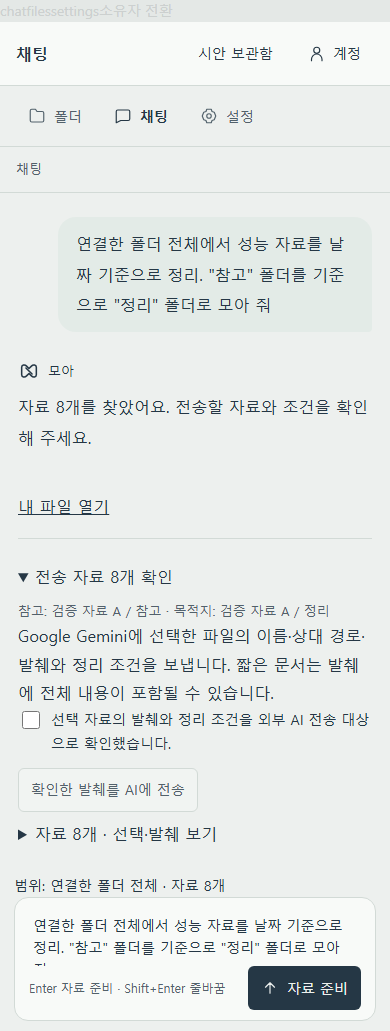 chatfilessettings소유자 전환
채팅
시안 보관함
계정
폴더
채팅
설정
채팅
연결한 폴더 전체에서 성능 자료를 날
짜 기준으로 정리. "참고" 폴더를 기준
으로 "정리" 폴더로 모아 줘
모아
자료 8개를 찾았어요. 전송할 자료와 조건을 확인
해 주세요.
내 파일 열기
▼ 전송 자료 8개 확인
참고: 검증 자료 A / 참고 · 목적지: 검증 자료 A / 정리
Google Gemini에 선택한 파일의 이름·상대 경로·
발췌와 정리 조건을 보냅니다. 짧은 문서는 발췌
에 전체 내용이 포함될 수 있습니다.
선택 자료의 발췌와 정리 조건을 외부 AI 전송 대상
으로 확인했습니다.
확인한 발췌를 AI에 전송
▶ 자료 8개 · 선택·발췌 보기
범위: 연결한 폴더 전체 · 자료 8개
연결한 폴더 전체에서 성능 자료를 날짜 기준으로
정리. "참고" 폴더를 기준으로 "정리" 폴더로 모아
Enter 자료 준비 · Shift+Enter 줄바꿈
자료 준비